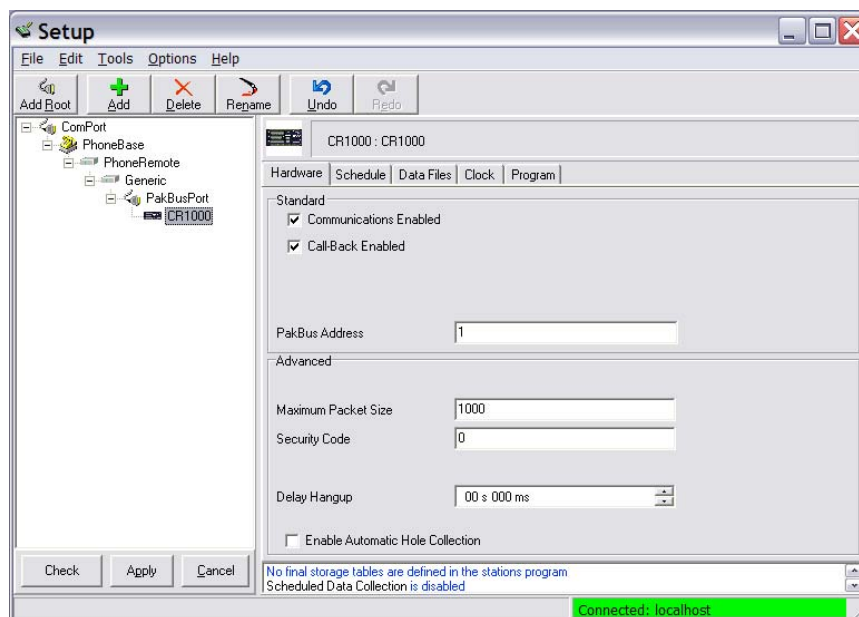 Setup
File Edit Tools Options Help
Add Root Add Delete Rename Undo Redo
ComPort
PhoneBase
PhoneRemote
Generic
PakBusPort
CR1000
CR1000 : CR1000
Hardware Schedule Data Files Clock Program
Standard
Communications Enabled
Call-Back Enabled
PakBus Address 1
Advanced
Maximum Packet Size 1000
Security Code 0
Delay Hangup 00 s 000 ms
Enable Automatic Hole Collection
Check Apply Cancel
No final storage tables are defined in the stations program
Scheduled Data Collection is disabled
Connected: localhost